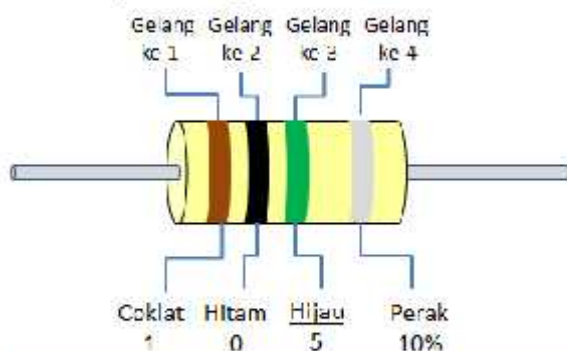 Gelang Gelang Gelang Gelang
ke 1 ke 2 ke 3 ke 4
Coklat Hitam Hijau Perak
1 0 5 10%